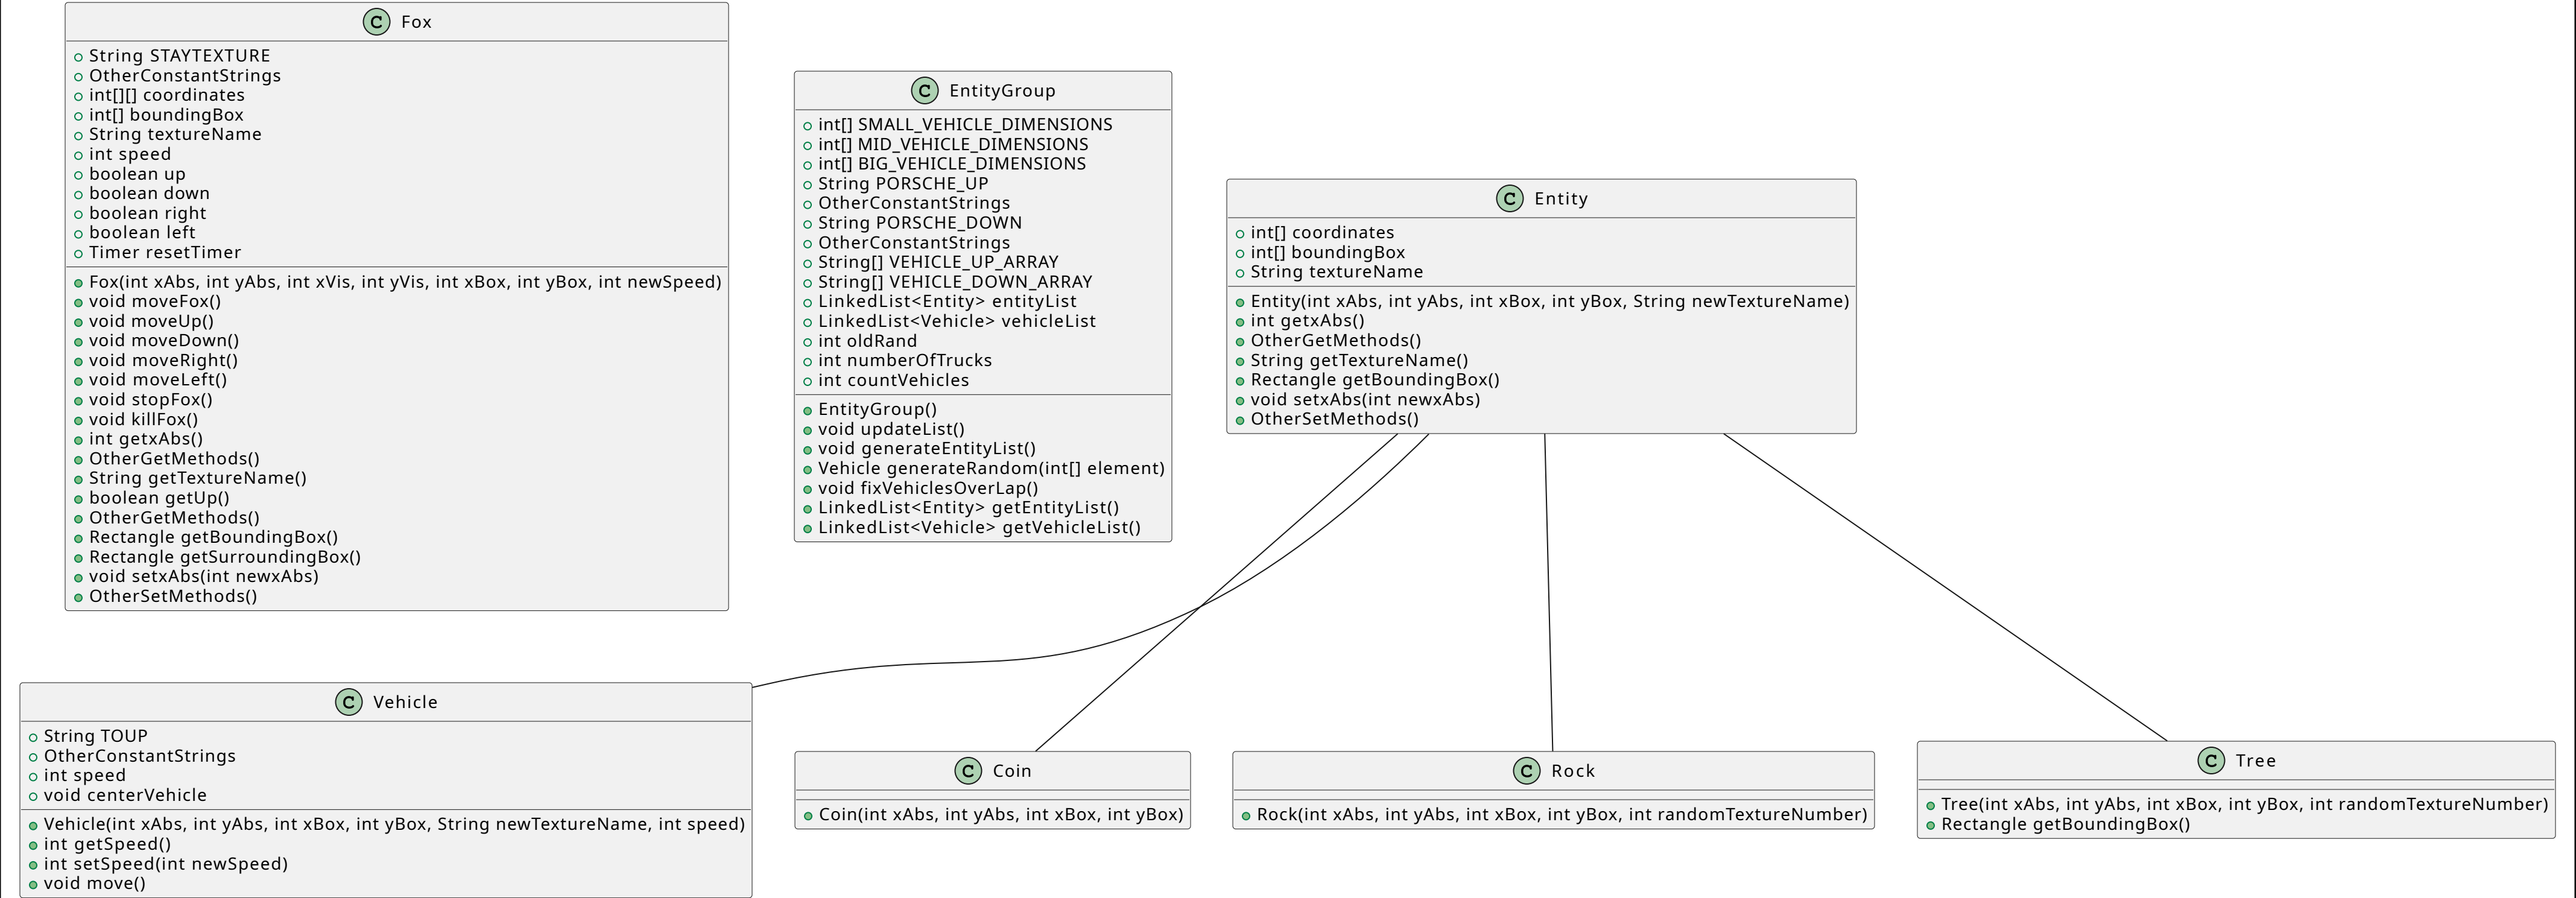 C Fox
String STAYTEXTURE
OtherConstantStrings
int[][] coordinates
int[] boundingBox
String textureName
int speed
boolean up
boolean down
boolean right
boolean left
Timer resetTimer
Fox(int xAbs, int yAbs, int xVis, int yVis, int xBox, int yBox, int newSpeed)
void moveFox()
void moveUp()
void moveDown()
void moveRight()
void moveLeft()
void stopFox()
void killFox()
int getxAbs()
OtherGetMethods()
String getTextureName()
boolean getUp()
OtherGetMethods()
Rectangle getBoundingBox()
Rectangle getSurroundingBox()
void setxAbs(int newxAbs)
OtherSetMethods()
C EntityGroup
int[] SMALL_VEHICLE_DIMENSIONS
int[] MID_VEHICLE_DIMENSIONS
int[] BIG_VEHICLE_DIMENSIONS
String PORSCHE_UP
OtherConstantStrings
String PORSCHE_DOWN
OtherConstantStrings
String[] VEHICLE_UP_ARRAY
String[] VEHICLE_DOWN_ARRAY
LinkedList<Entity> entityList
LinkedList<Vehicle> vehicleList
int oldRand
int numberOfTrucks
int countVehicles
EntityGroup()
void updateList()
void generateEntityList()
Vehicle generateRandom(int[] element)
void fixVehiclesOverLap()
LinkedList<Entity> getEntityList()
LinkedList<Vehicle> getVehicleList()
C Entity
int[] coordinates
int[] boundingBox
String textureName
Entity(int xAbs, int yAbs, int xBox, int yBox, String newTextureName)
int getxAbs()
OtherGetMethods()
String getTextureName()
Rectangle getBoundingBox()
void setxAbs(int newxAbs)
OtherSetMethods()
C Vehicle
String TOUP
OtherConstantStrings
int speed
void centerVehicle
Vehicle(int xAbs, int yAbs, int xBox, int yBox, String newTextureName, int speed)
int getSpeed()
int setSpeed(int newSpeed)
void move()
C Coin
Coin(int xAbs, int yAbs, int xBox, int yBox)
C Rock
Rock(int xAbs, int yAbs, int xBox, int yBox, int randomTextureNumber)
C Tree
Tree(int xAbs, int yAbs, int xBox, int yBox, int randomTextureNumber)
Rectangle getBoundingBox()